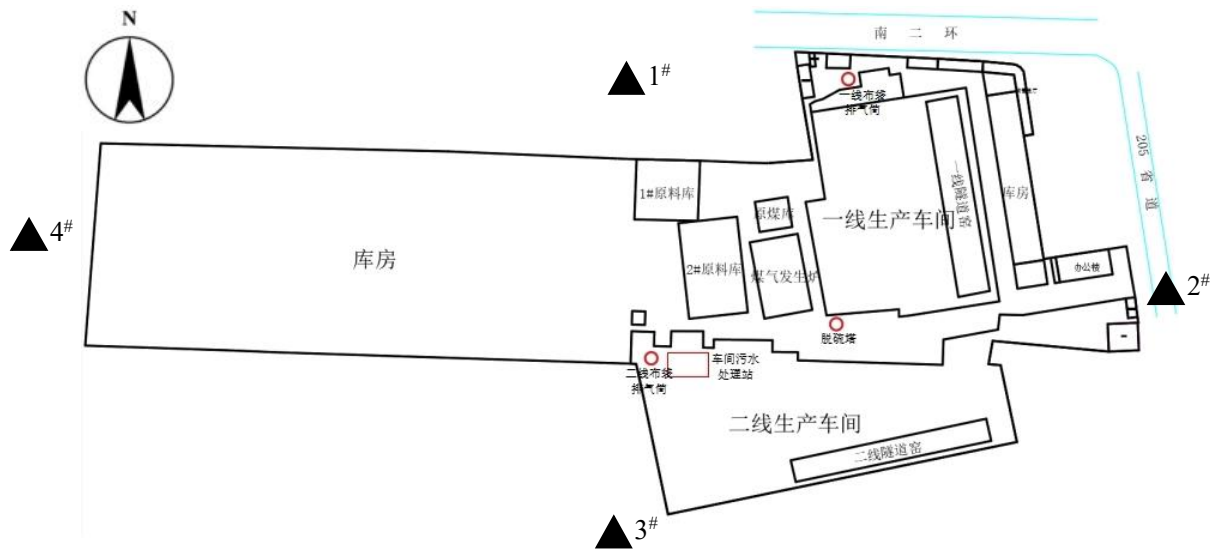 N
南二环
▲1#
一线布袋
排气筒
205省道
1#原料库
原煤库
一线生产车间
一线隧道窑
库房
▲4#
库房
2#原料库
煤气发生炉
办公楼
▲2#
脱硫塔
车间污水
处理站
二线布袋
排气筒
二线生产车间
二线隧道窑
▲3#